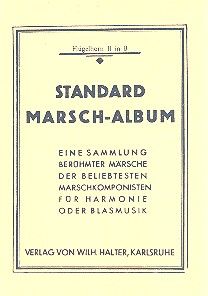 Flügelhorn II in B
STANDARD
MARSCH-ALBUM
EINE SAMMLUNG
BERÜHMTER MÄRSCHE
DER BELIEBTESTEN
MARSCHKOMPONISTEN
FÜR HARMONIE
ODER BLASMUSIK
VERLAG VON WILH. HALTER, KARLSRUHE